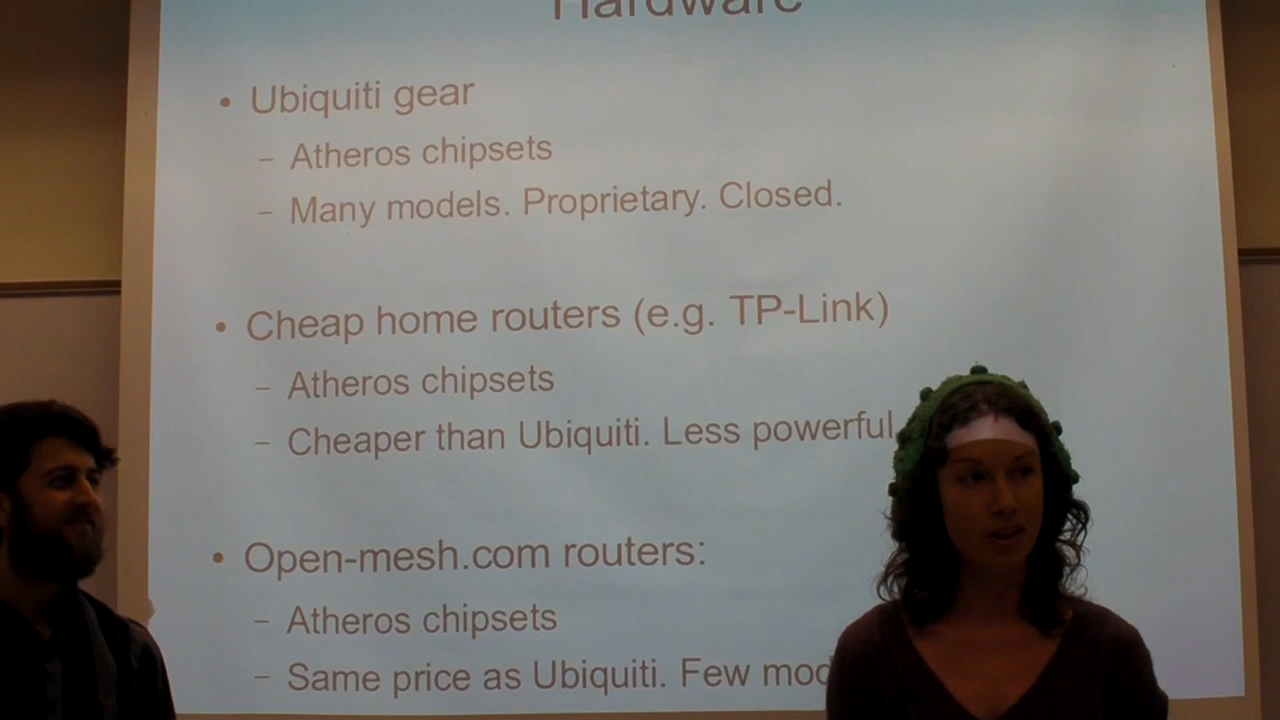 Hardware
• Ubiquiti gear
– Atheros chipsets
– Many models. Proprietary. Closed.
• Cheap home routers (e.g. TP-Link)
– Atheros chipsets
– Cheaper than Ubiquiti. Less powerful
• Open-mesh.com routers:
– Atheros chipsets
– Same price as Ubiquiti. Few